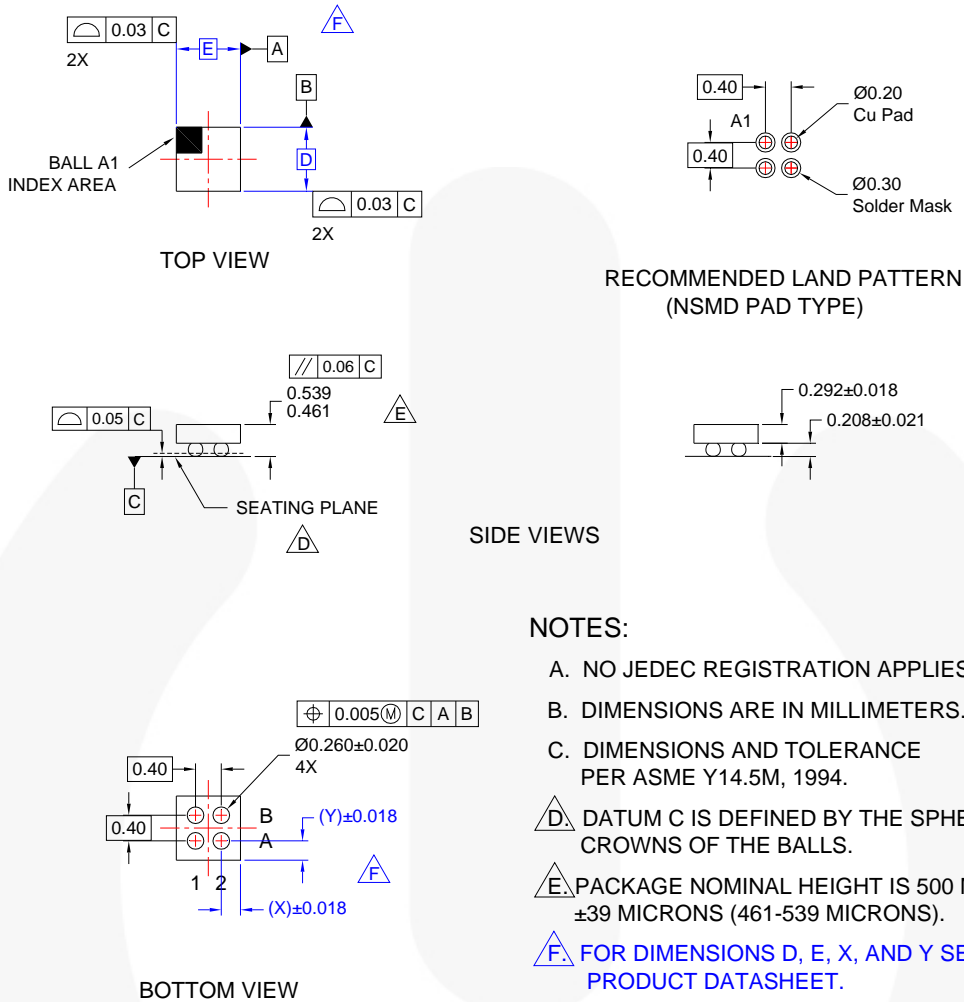 0.03 C
2X
F
E
A
B
BALL A1
INDEX AREA
D
0.03 C
2X
TOP VIEW
0.40
A1
Ø0.20
Cu Pad
0.40
Ø0.30
Solder Mask
RECOMMENDED LAND PATTERN
(NSMD PAD TYPE)
// 0.06 C
0.539
0.461
E
0.05 C
C
SEATING PLANE
D
0.292±0.018
0.208±0.021
SIDE VIEWS
0.005Ⓜ C A B
Ø0.260±0.020
4X
0.40
0.40
B
A
1 2
(Y)±0.018
F
(X)±0.018
BOTTOM VIEW
NOTES:
A. NO JEDEC REGISTRATION APPLIES
B. DIMENSIONS ARE IN MILLIMETERS.
C. DIMENSIONS AND TOLERANCE
PER ASME Y14.5M, 1994.
D. DATUM C IS DEFINED BY THE
CROWNS OF THE BALLS.
E. PACKAGE NOMINAL HEIGHT IS 500
±39 MICRONS (461-539 MICRONS).
F. FOR DIMENSIONS D, E, X, AND Y
PRODUCT DATASHEET.